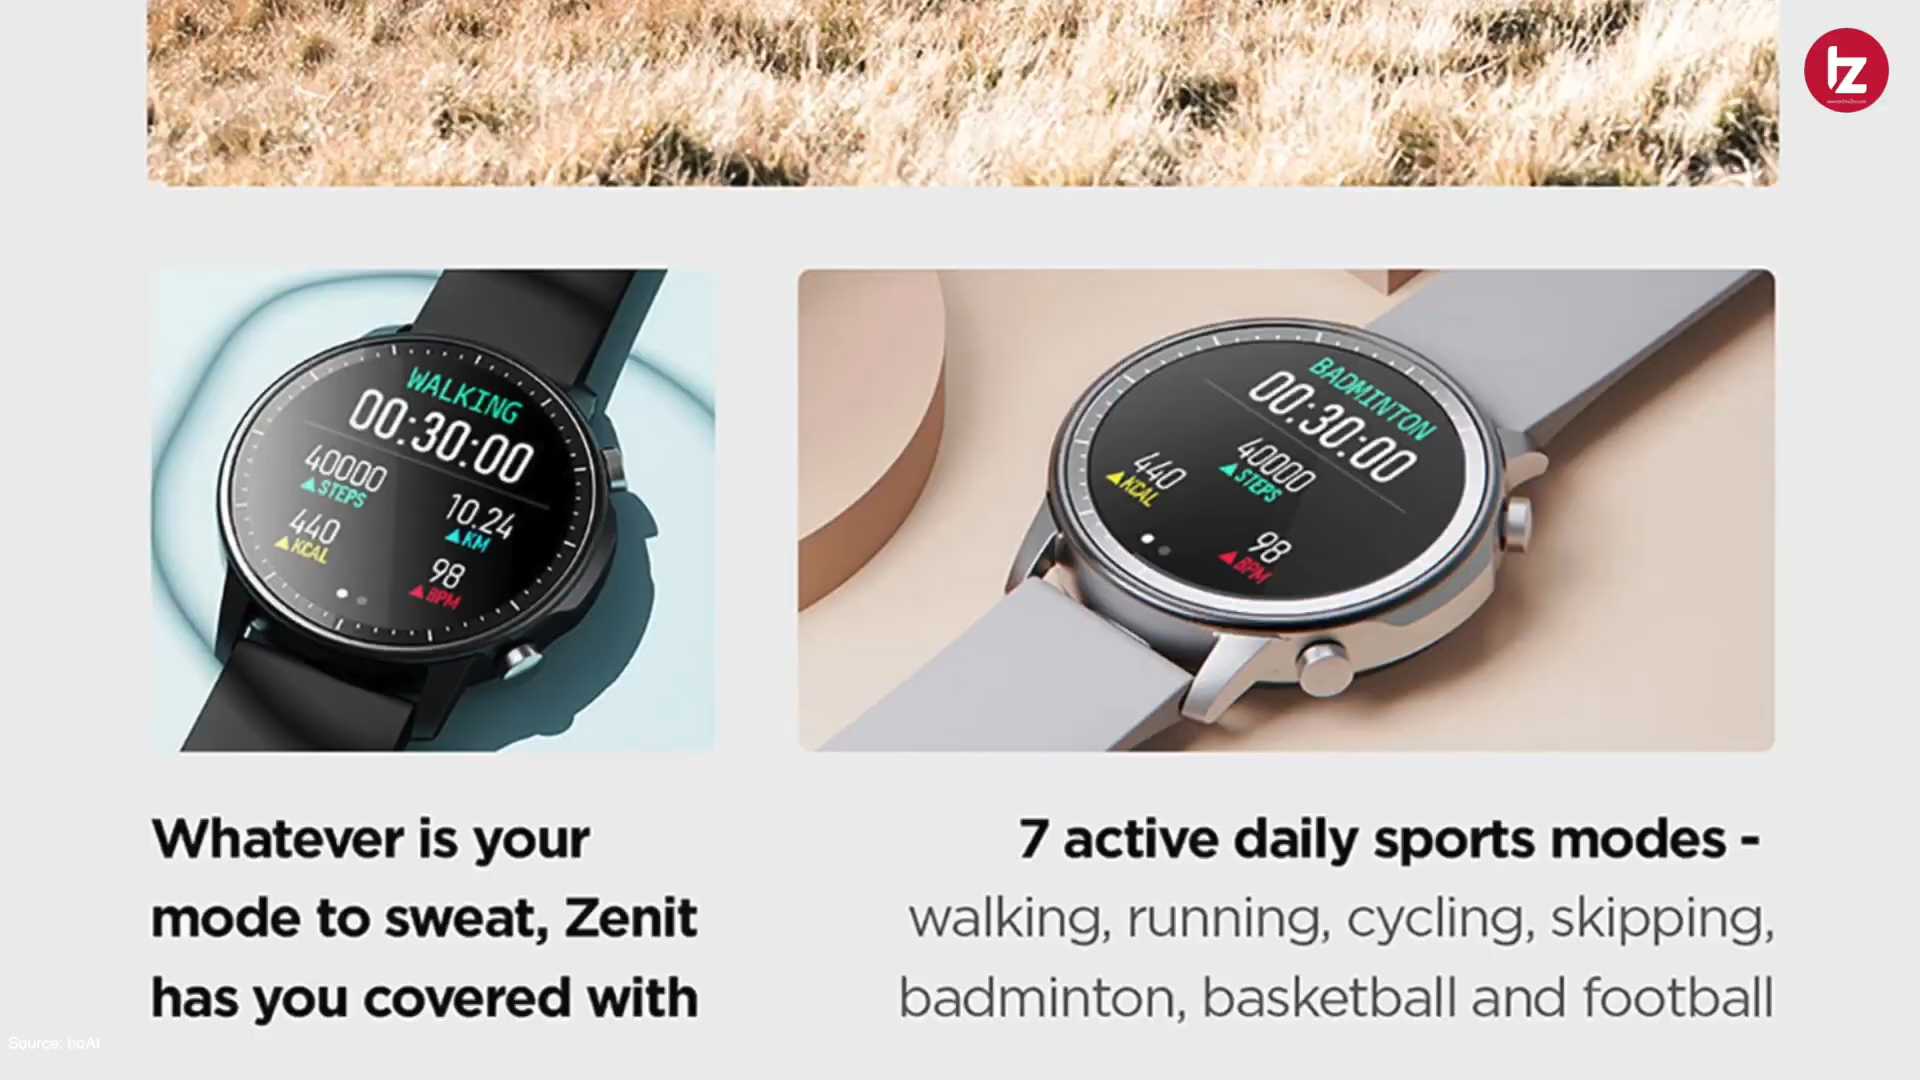 WALKING
00:30:00
40000
STEPS
10.24
KM
440
KCAL
98
BPM
BADMINTON
00:30:00
40000
STEPS
440
KCAL
98
BPM
Whatever is your
mode to sweat, Zenit
has you covered with
7 active daily sports modes -
walking, running, cycling, skipping,
badminton, basketball and football
Source: boAt